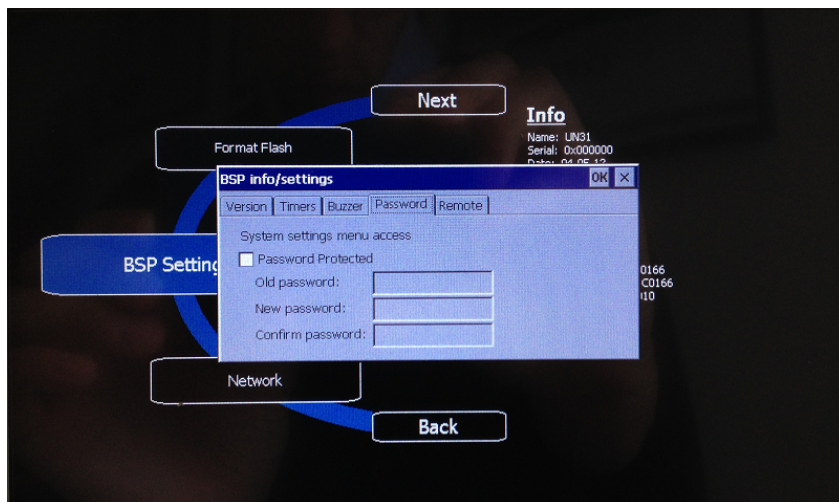 Next
Info
Name: UN31
Serial: 0x000000
Format Flash
BSP info/settings OK
Version Timers Buzzer Password Remote
System settings menu access
Password Protected
BSP Setting
Old password:
New password:
Confirm password:
0166
C0166
Network
Back